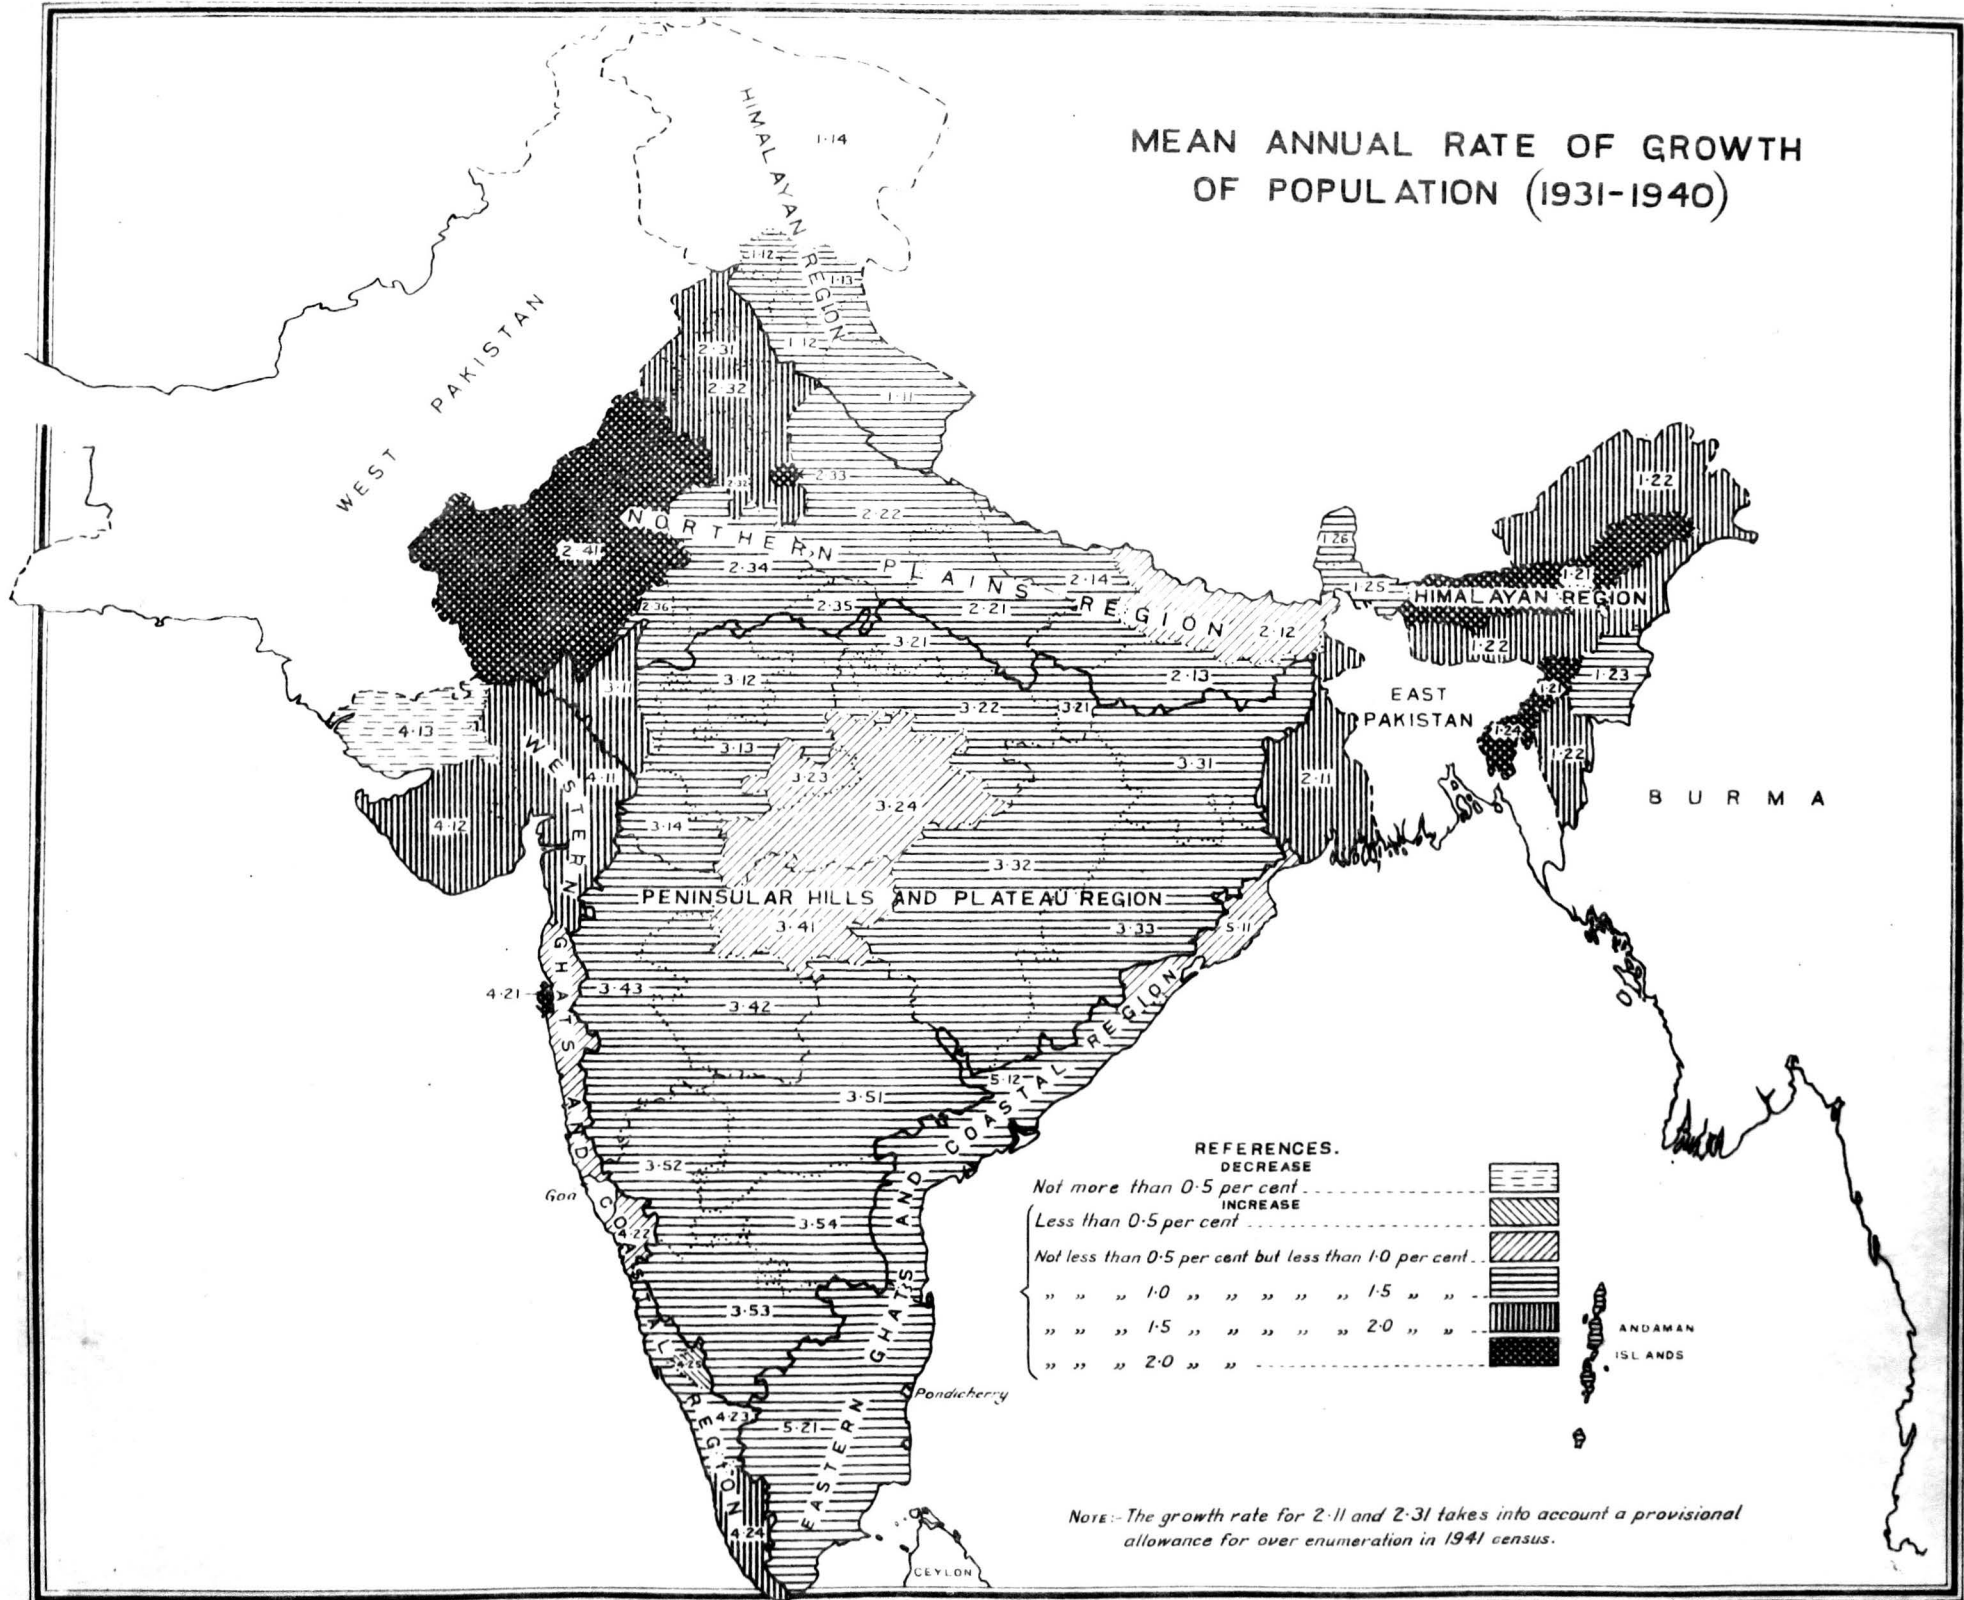 MEAN ANNUAL RATE OF GROWTH
OF POPULATION (1931-1940)
HIMALAYAN REGION
1·14
1·12
1·13
WEST PAKISTAN
2·31
1·12
2·32
1·11
2·32
2·33
2·22
1·22
NORTHERN PLAINS REGION
2·41
2·34
2·14
1·26
1·25
1·21
HIMALAYAN REGION
2·36
2·35
2·21
2·12
3·21
1·22
3·11
3·12
2·13
1·23
EAST
PAKISTAN
1·21
3·22
3·21
4·13
1·24
1·22
3·13
3·31
4·11
3·23
2·11
3·24
BURMA
4·12
3·14
3·32
PENINSULAR HILLS AND PLATEAU REGION
3·41
3·33
5·11
WESTERN GHATS AND COASTAL REGION
4·21
3·43
3·42
5·12
EASTERN GHATS AND COASTAL REGION
3·51
3·52
Goa
4·22
3·54
3·53
4·25
Pondicherry
4·23
5·21
4·24
CEYLON
REFERENCES.
DECREASE
Not more than 0·5 per cent
INCREASE
Less than 0·5 per cent
Not less than 0·5 per cent but less than 1·0 per cent
„ „ „ 1·0 „ „ „ „ „ 1·5 „ „
„ „ „ 1·5 „ „ „ „ „ 2·0 „ „
„ „ „ 2·0 „ „
ANDAMAN
ISLANDS
NOTE:- The growth rate for 2·11 and 2·31 takes into account a provisional
allowance for over enumeration in 1941 census.